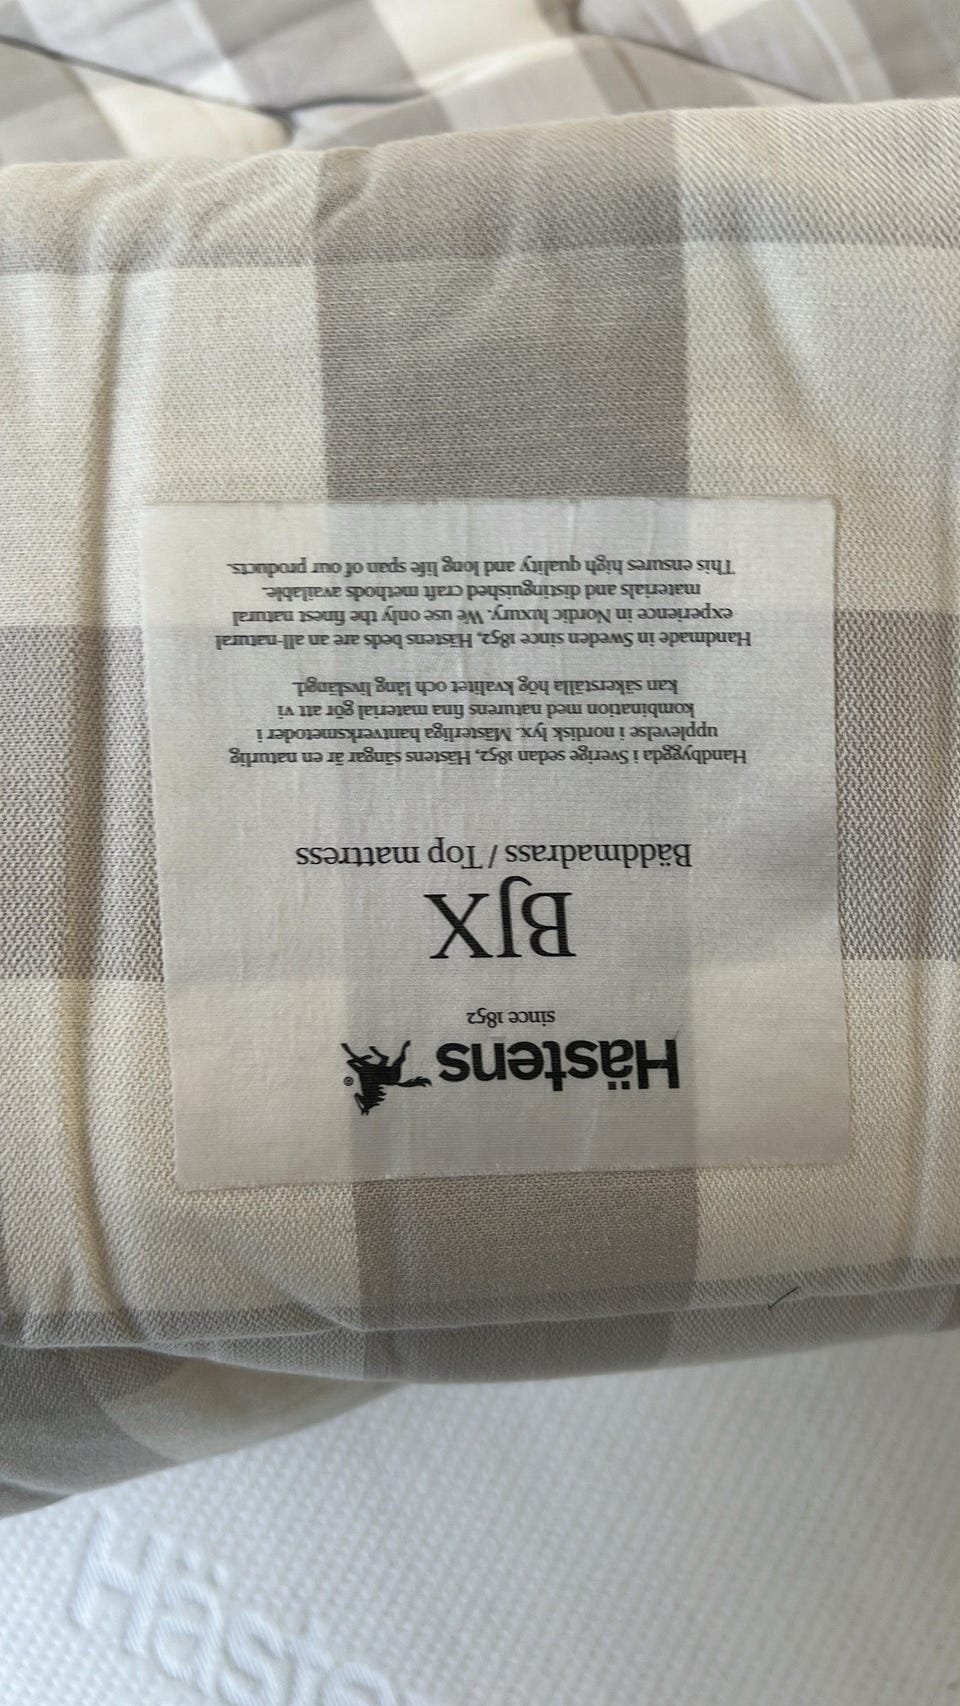 Hästens®
since 1852
BJX
Bäddmadrass / Top mattress
Handbyggda i Sverige sedan 1852, Hästens sängar är en naturlig
upplevelse i nordisk lyx. Mästerliga hantverksmetoder i
kombination med naturens fina material gör att vi
kan säkerställa hög kvalitet och lång livslängd.
Handmade in Sweden since 1852, Hästens beds are an all-natural
experience in Nordic luxury. We use only the finest natural
materials and distinguished craft methods available.
This ensures high quality and long life span of our products.
Häste